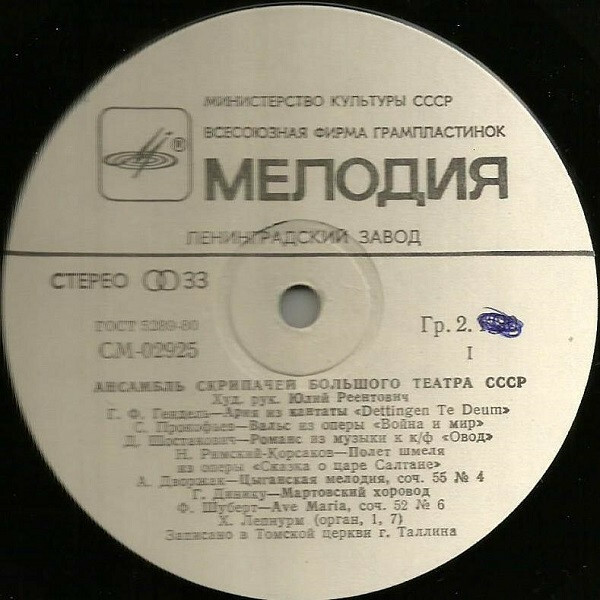 МИНИСТЕРСТВО КУЛЬТУРЫ СССР
ВСЕСОЮЗНАЯ ФИРМА ГРАМПЛАСТИНОК
®
МЕЛОДИЯ
ЛЕНИНГРАДСКИЙ ЗАВОД
СТЕРЕО 33
ГОСТ 5289-80
Гр. 2.
СМ-02925
I
АНСАМБЛЬ СКРИПАЧЕЙ БОЛЬШОГО ТЕАТРА СССР
Худ. рук. Юлий Реентович
Г. Ф. Гендель—Ария из кантаты «Dettingen Te Deum»
С. Прокофьев—Вальс из оперы «Война и мир»
Д. Шостакович—Романс из музыки к к/ф «Овод»
Н. Римский-Корсаков—Полет шмеля
из оперы «Сказка о царе Салтане»
А. Дворжак—Цыганская мелодия, соч. 55 № 4
Г. Динику—Мартовский хоровод
Ф. Шуберт—Ave Maria, соч. 52 № 6
Х. Лепнурм (орган, 1, 7)
Записано в Томской церкви г. Таллина